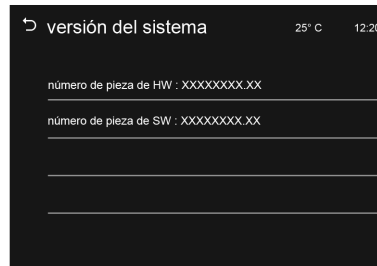 versión del sistema 25° C 12:20
número de pieza de HW : XXXXXXXX.XX
número de pieza de SW : XXXXXXXX.XX